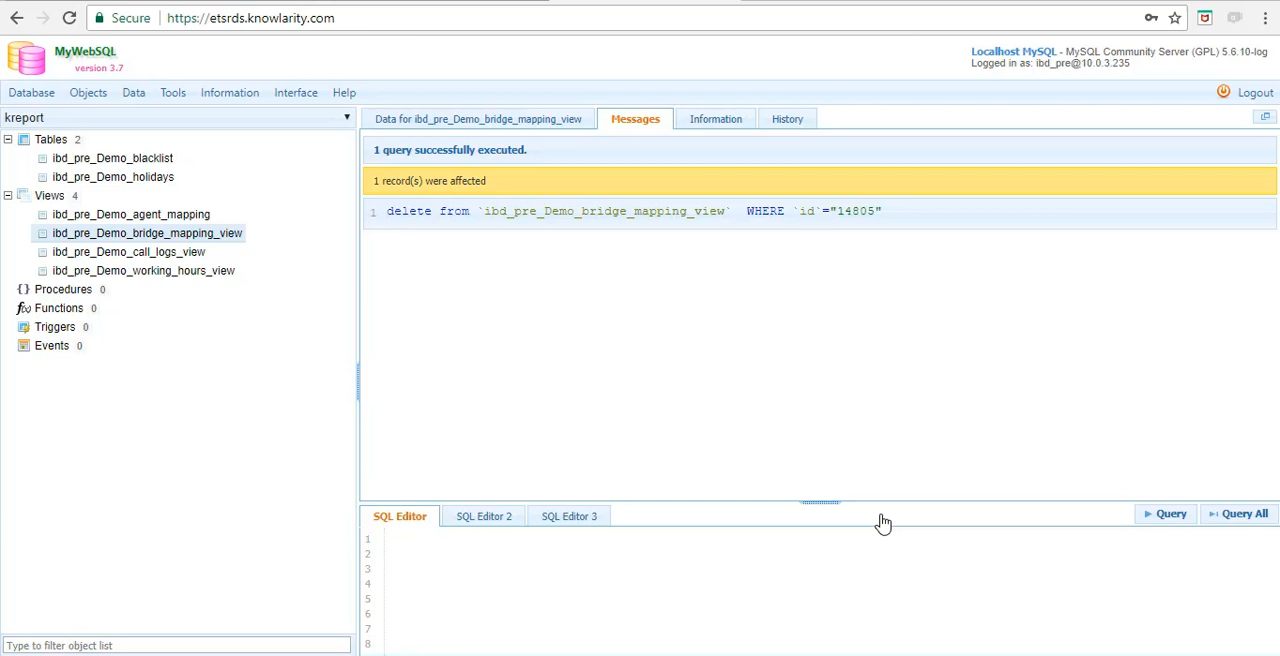 Secure https://etsrds.knowlarity.com
MyWebSQL
version 3.7
Localhost MySQL - MySQL Community Server (GPL) 5.6.10-log
Logged in as: ibd_pre@10.0.3.235
Database Objects Data Tools Information Interface Help Logout
kreport
Tables 2
ibd_pre_Demo_blacklist
ibd_pre_Demo_holidays
Views 4
ibd_pre_Demo_agent_mapping
ibd_pre_Demo_bridge_mapping_view
ibd_pre_Demo_call_logs_view
ibd_pre_Demo_working_hours_view
{} Procedures 0
f(x) Functions 0
Triggers 0
Events 0
Type to filter object list
Data for ibd_pre_Demo_bridge_mapping_view Messages Information History
1 query successfully executed.
1 record(s) were affected
1 delete from `ibd_pre_Demo_bridge_mapping_view` WHERE `id`="14805"
SQL Editor SQL Editor 2 SQL Editor 3 Query Query All
1
2
3
4
5
6
7
8